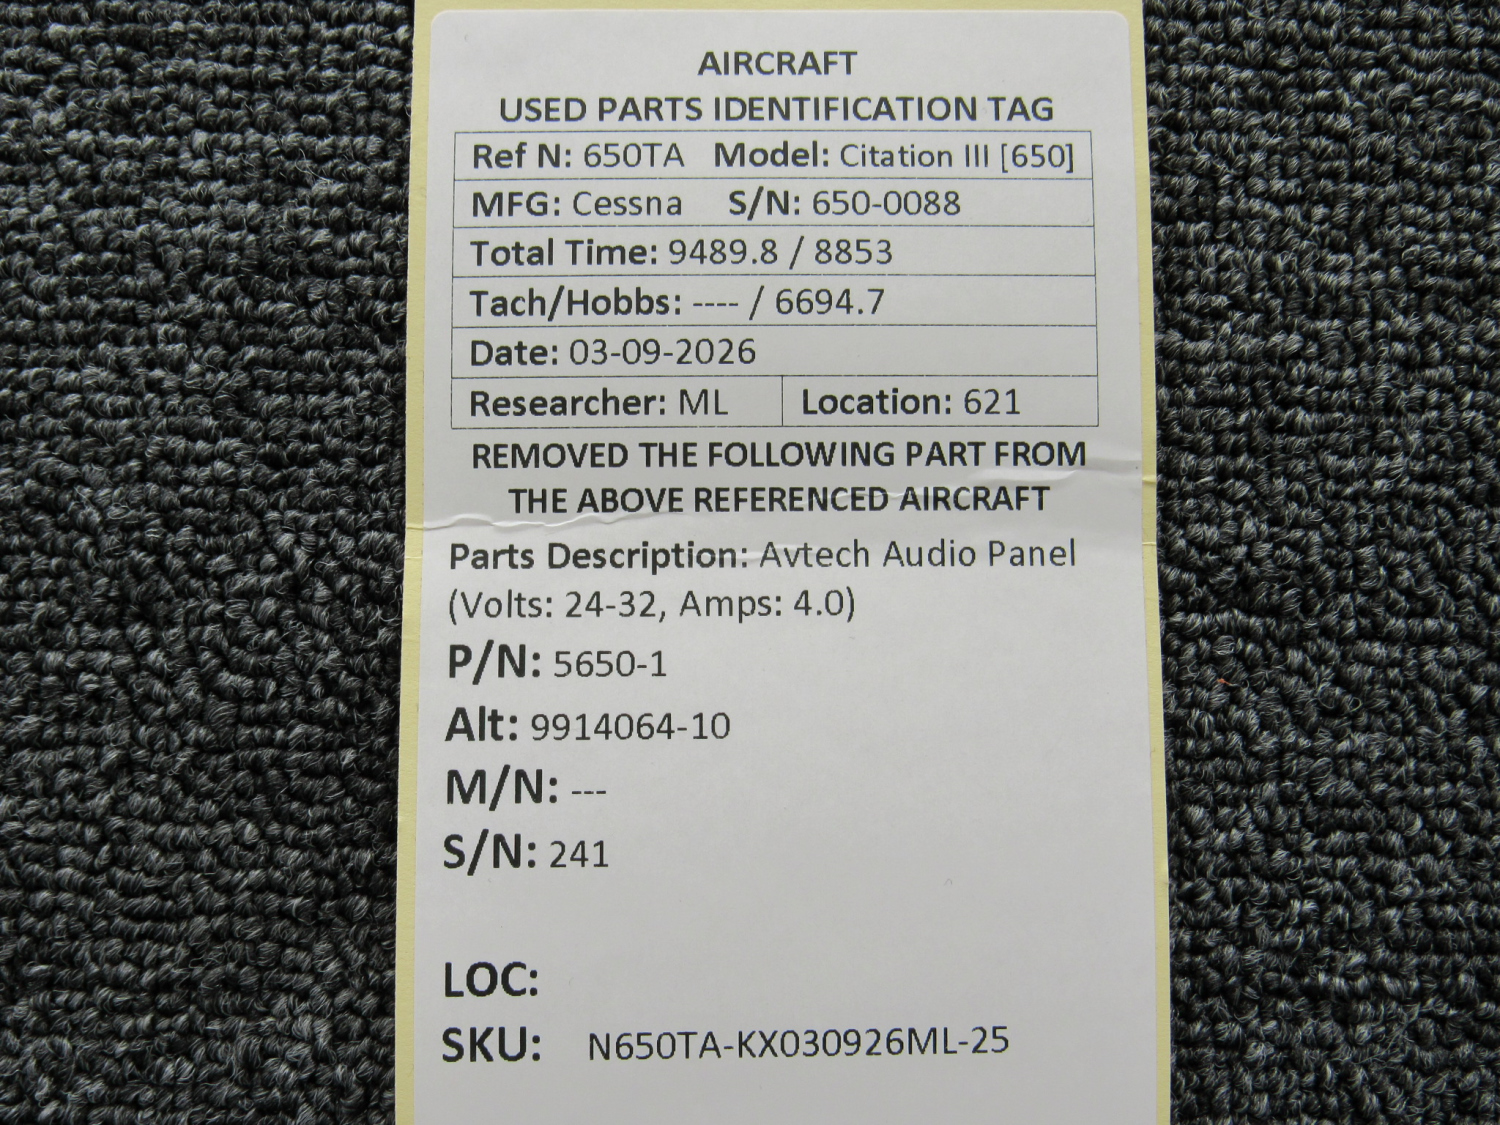 AIRCRAFT
USED PARTS IDENTIFICATION TAG
Ref N: 650TA Model: Citation III [650]
MFG: Cessna S/N: 650-0088
Total Time: 9489.8 / 8853
Tach/Hobbs: ---- / 6694.7
Date: 03-09-2026
Researcher: ML Location: 621
REMOVED THE FOLLOWING PART FROM
THE ABOVE REFERENCED AIRCRAFT
Parts Description: Avtech Audio Panel
(Volts: 24-32, Amps: 4.0)
P/N: 5650-1
Alt: 9914064-10
M/N: ---
S/N: 241
LOC:
SKU: N650TA-KX030926ML-25